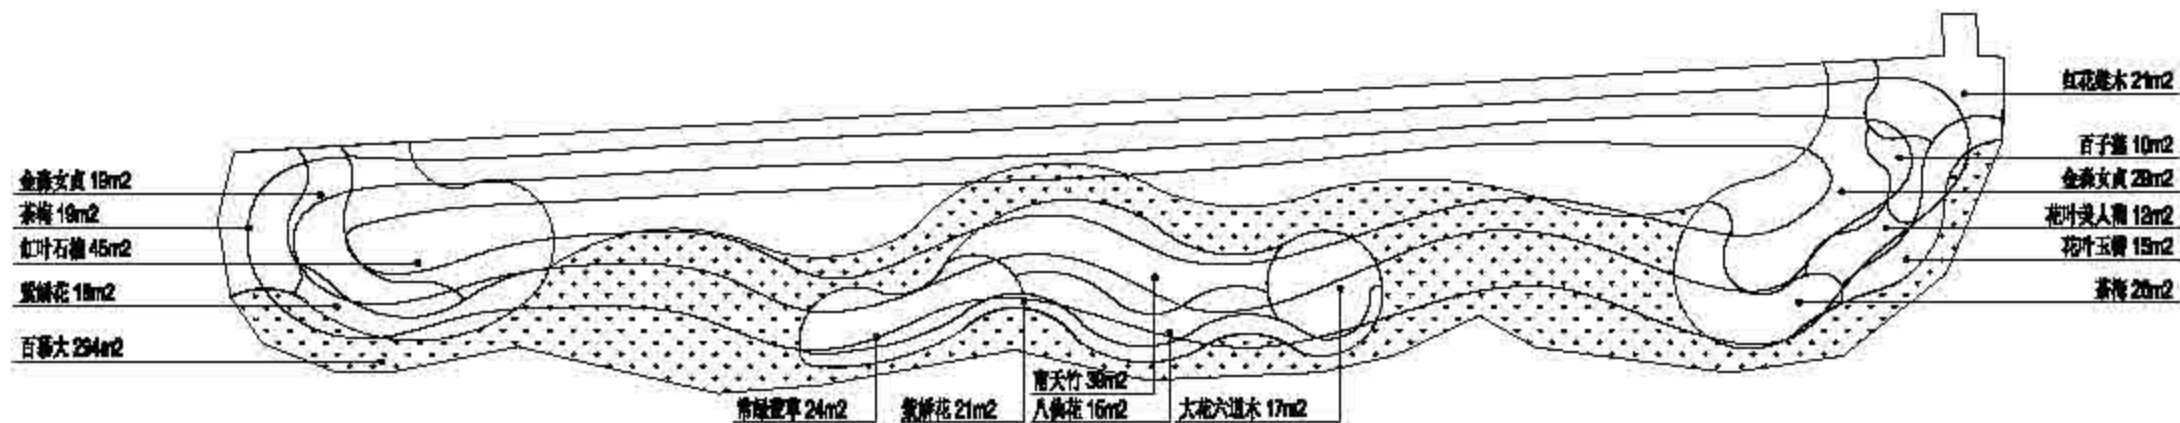 金森女贞 19m2
茶梅 19m2
红叶石楠 45m2
紫娇花 18m2
百慕大 294m2
常绿萱草 24m2
紫娇花 21m2
南天竹 38m2
八仙花 15m2
大花六道木 17m2
红花继木 21m2
百子莲 10m2
金森女贞 28m2
花叶美人蕉 12m2
花叶玉簪 15m2
茶梅 20m2